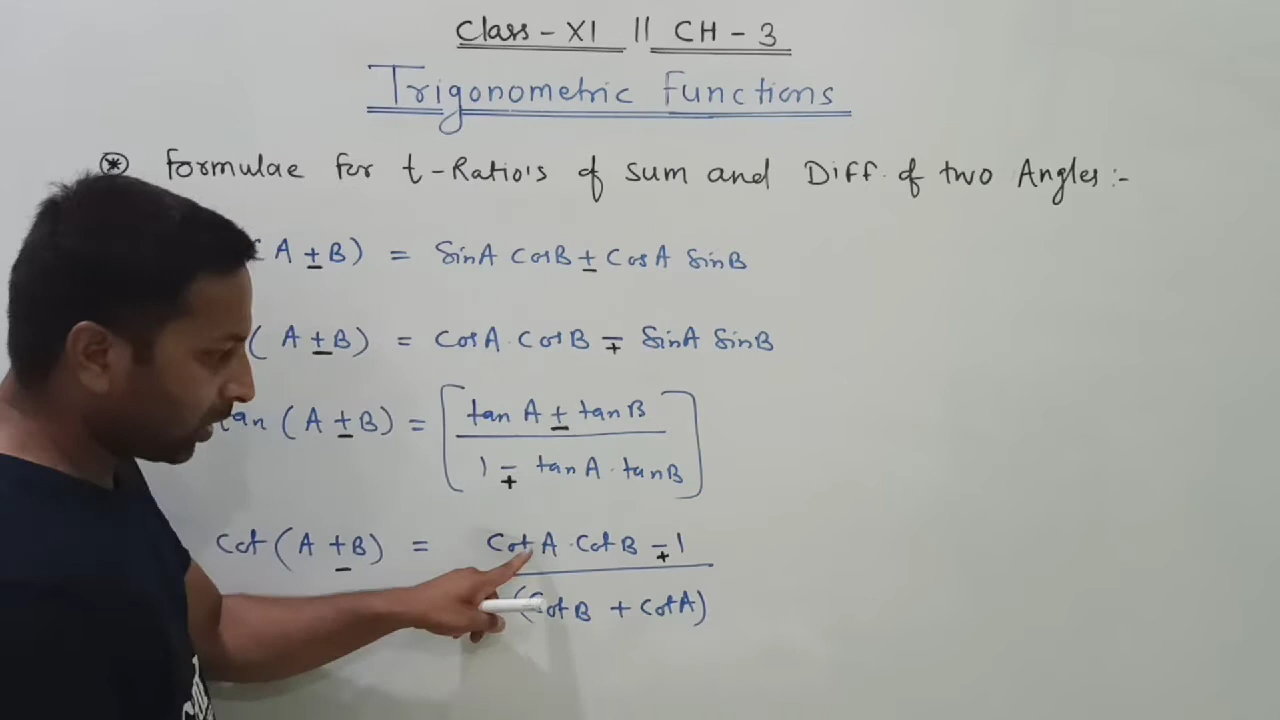 Class - XI || CH - 3
Trigonometric Functions
* Formulae for t-Ratio's of sum and Diff. of two Angles :-
( A ± B) = SinA CosB ± CosA SinB
( A ± B) = CosA . CosB ∓ SinA SinB
tan ( A ± B) = [ tan A ± tan B
1 ∓ tan A . tan B ]
Cot ( A ± B) = Cot A . Cot B ∓ 1
(Cot B + Cot A)